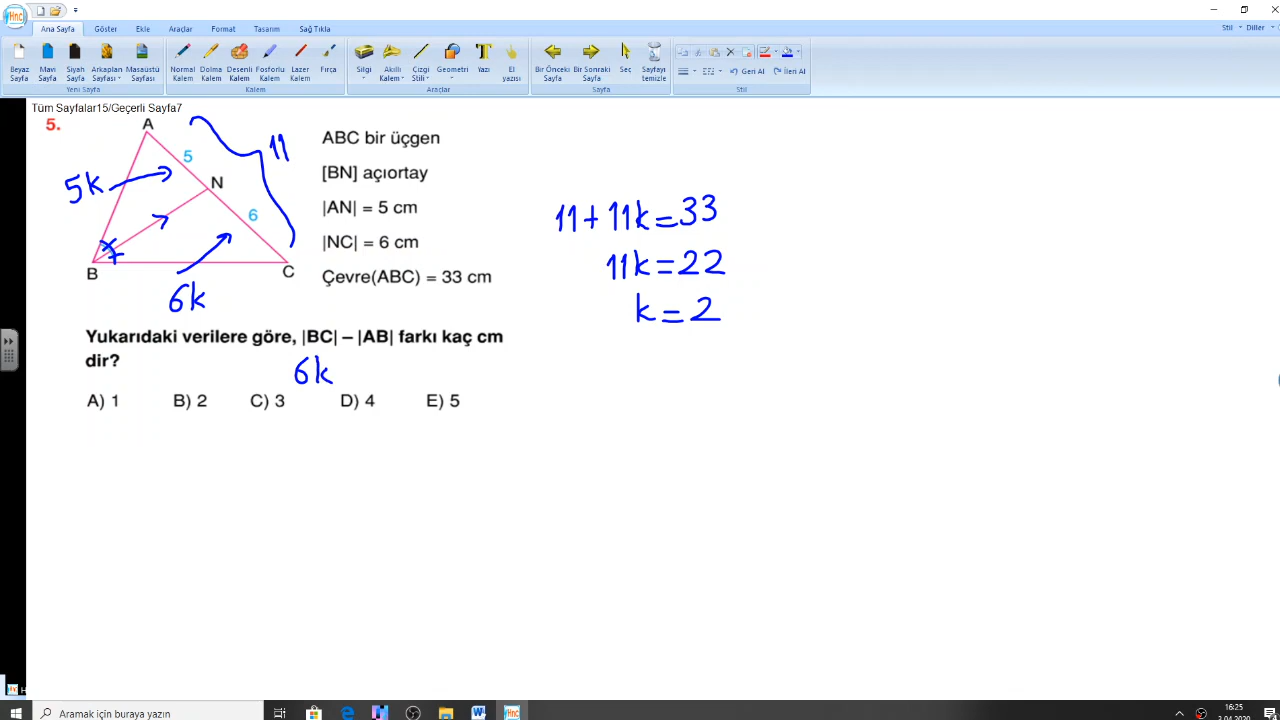 Stil
Diller
Ana Sayfa Göster Ekle Araçlar Format Tasarım Sağ Tıkla
Beyaz Sayfa
Mavi Sayfa
Siyah Sayfa
Arkaplan Sayfası
Masaüstü Sayfası
Normal Kalem
Dolma Kalem
Desenli Kalem
Fosforlu Kalem
Lazer Kalem
Fırça
Silgi
Akıllı Kalem
Çizgi Stili
Geometri
Yazı
El yazısı
Bir Önceki Sayfa
Bir Sonraki Sayfa
Seç
Sayfayı temizle
Geri Al
İleri Al
Yeni Sayfa
Kalem
Araçlar
Sayfa
Stil
Tüm Sayfalar15/Geçerli Sayfa7
5.
A
5
11
N
5k
6
B
C
6k
ABC bir üçgen
[BN] açıortay
|AN| = 5 cm
|NC| = 6 cm
Çevre(ABC) = 33 cm
11 + 11k = 33
11k = 22
k = 2
Yukarıdaki verilere göre, |BC| – |AB| farkı kaç cm
dir?
6k
A) 1 B) 2 C) 3 D) 4 E) 5
Aramak için buraya yazın
16:25
3.04.2020